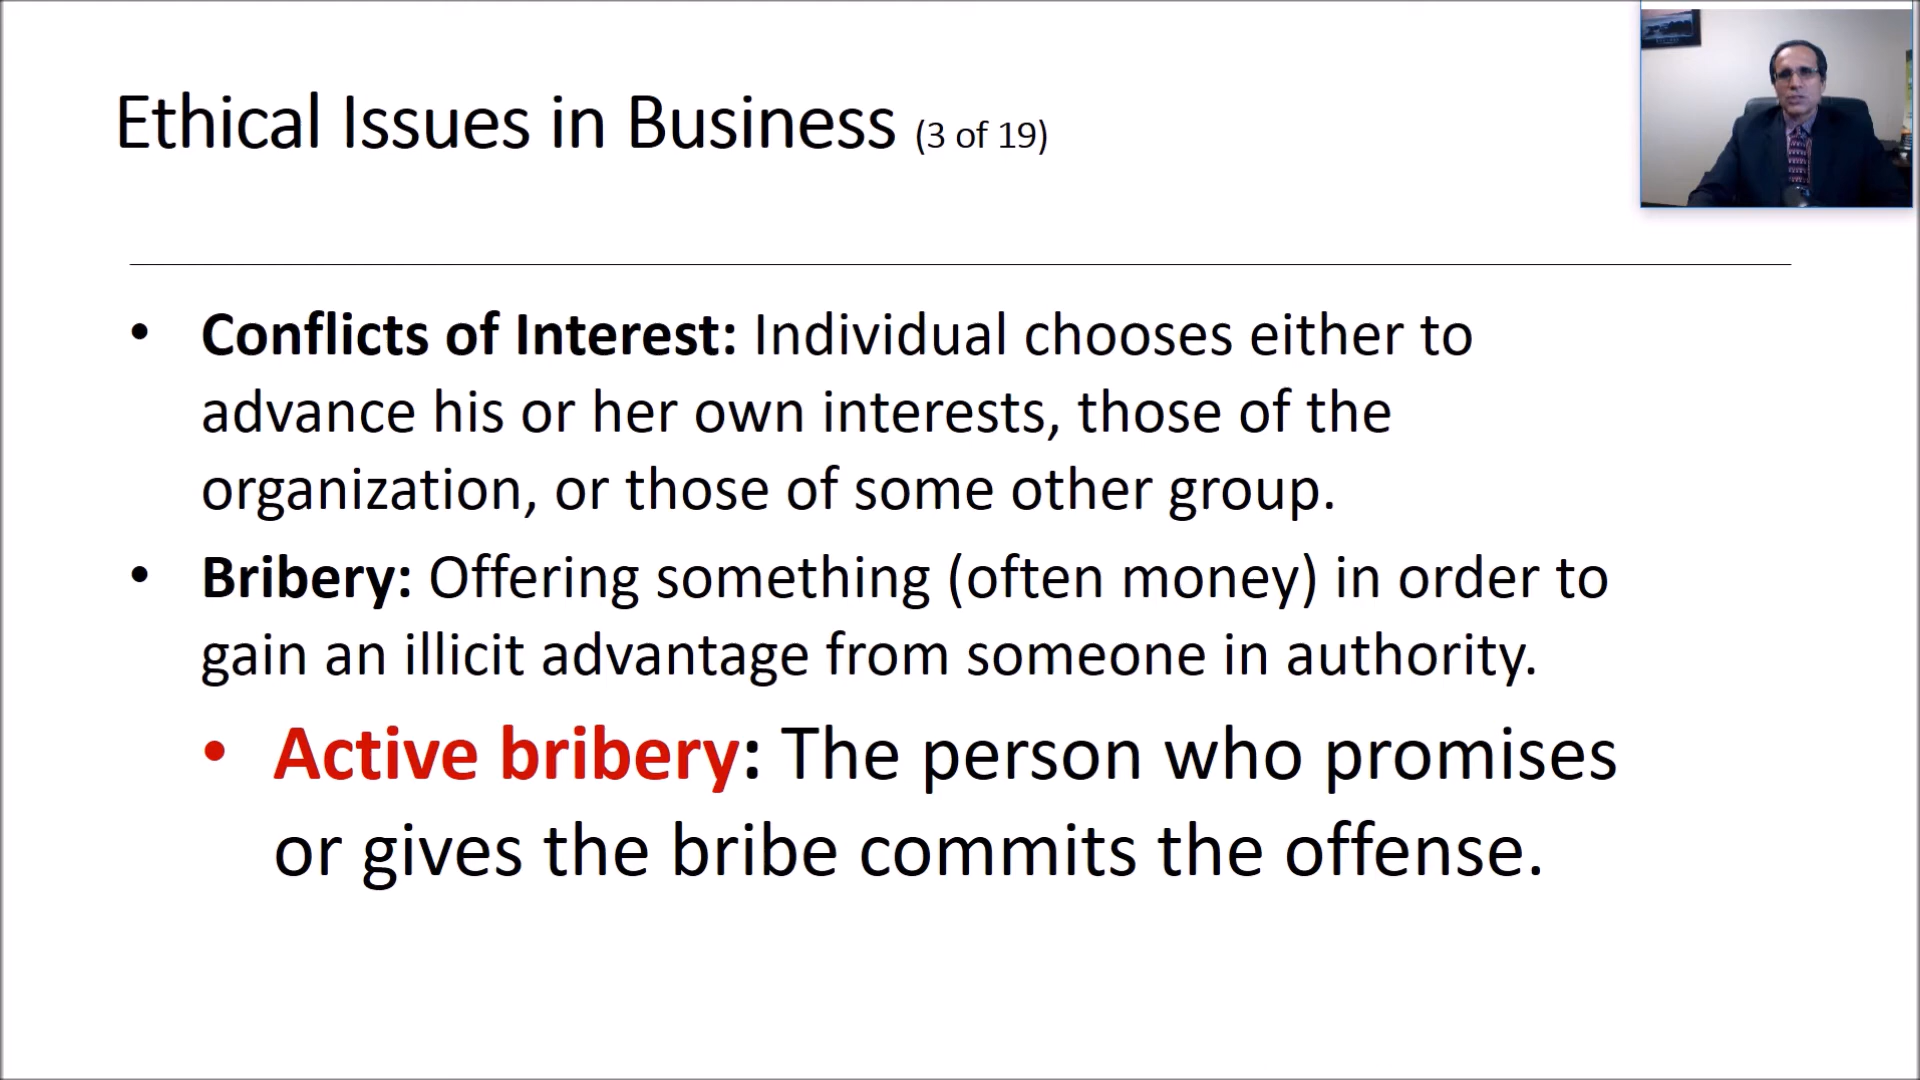 Ethical Issues in Business (3 of 19)
• Conflicts of Interest: Individual chooses either to
advance his or her own interests, those of the
organization, or those of some other group.
• Bribery: Offering something (often money) in order to
gain an illicit advantage from someone in authority.
• Active bribery: The person who promises
or gives the bribe commits the offense.